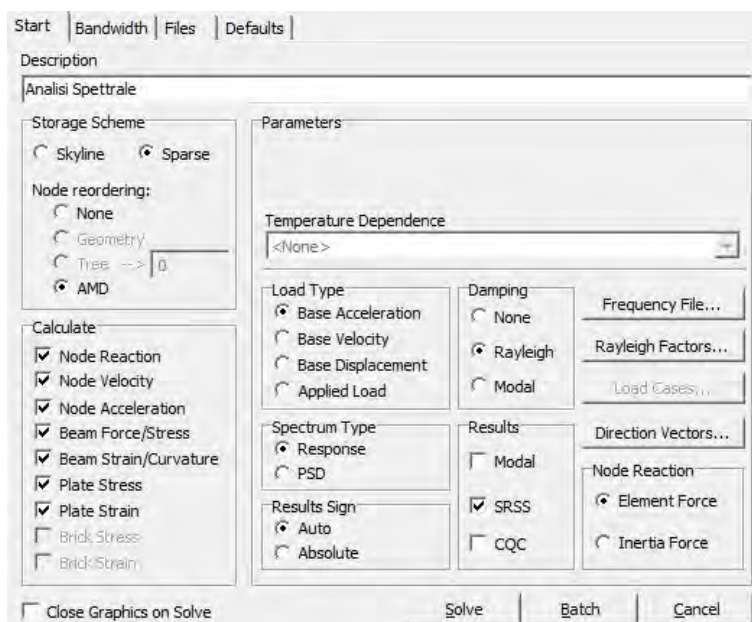 Start Bandwidth Files Defaults
Description
Analisi Spettrale
Storage Scheme
Skyline Sparse
Node reordering:
None
Geometry
Tree --> 0
AMD
Calculate
Node Reaction
Node Velocity
Node Acceleration
Beam Force/Stress
Beam Strain/Curvature
Plate Stress
Plate Strain
Brick Stress
Brick Strain
Parameters
Temperature Dependence
<None>
Load Type
Base Acceleration
Base Velocity
Base Displacement
Applied Load
Damping
None
Rayleigh
Modal
Frequency File...
Rayleigh Factors...
Load Cases...
Direction Vectors...
Spectrum Type
Response
PSD
Results Sign
Auto
Absolute
Results
Modal
SRSS
CQC
Node Reaction
Element Force
Inertia Force
Close Graphics on Solve
Solve Batch Cancel